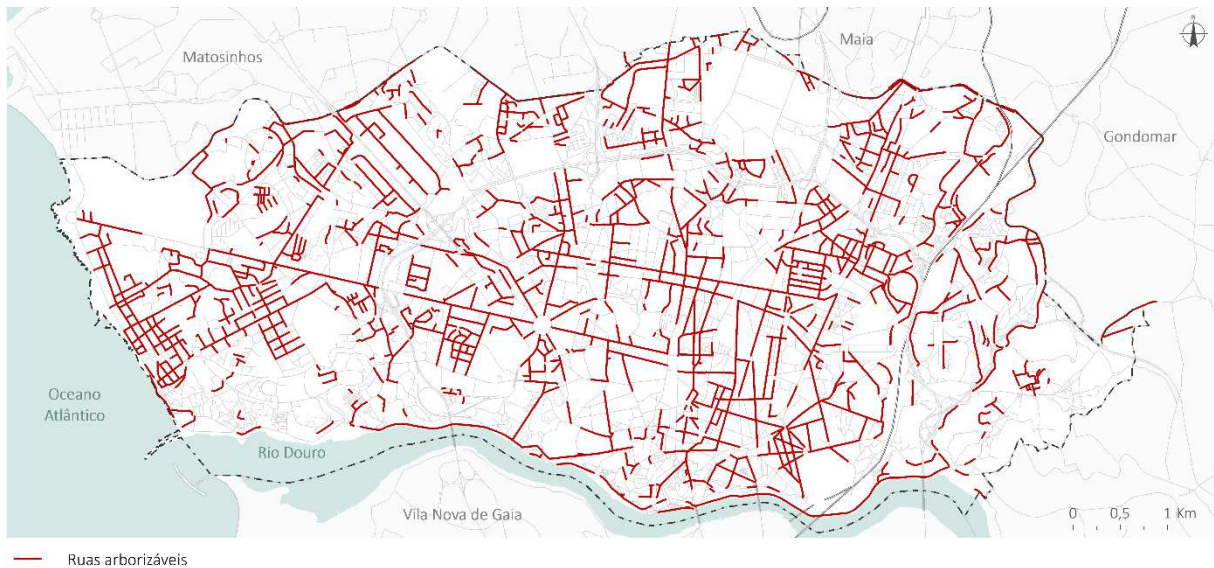 Matosinhos
Maia
N
Gondomar
Oceano
Atlântico
Rio Douro
Vila Nova de Gaia
0 0,5 1 Km
Ruas arborizáveis